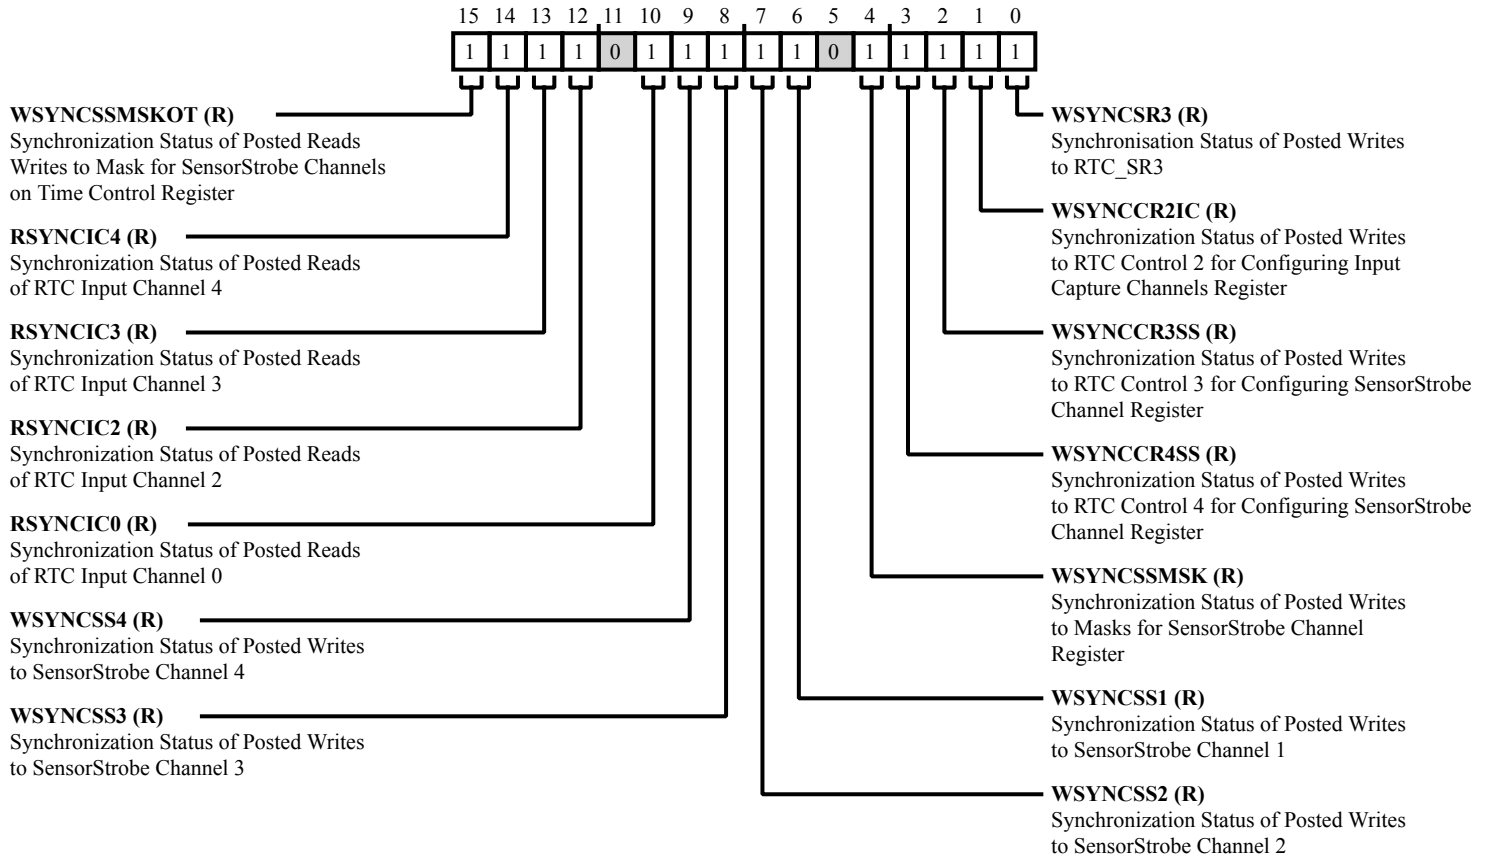 15 14 13 12 11 10 9 8 7 6 5 4 3 2 1 0
1 1 1 1 0 1 1 1 1 1 0 1 1 1 1 1
WSYNCSSMSKOT (R)
Synchronization Status of Posted Reads
Writes to Mask for SensorStrobe Channels
on Time Control Register
RSYNCIC4 (R)
Synchronization Status of Posted Reads
of RTC Input Channel 4
RSYNCIC3 (R)
Synchronization Status of Posted Reads
of RTC Input Channel 3
RSYNCIC2 (R)
Synchronization Status of Posted Reads
of RTC Input Channel 2
RSYNCIC0 (R)
Synchronization Status of Posted Reads
of RTC Input Channel 0
WSYNCSS4 (R)
Synchronization Status of Posted Writes
to SensorStrobe Channel 4
WSYNCSS3 (R)
Synchronization Status of Posted Writes
to SensorStrobe Channel 3
WSYNCSR3 (R)
Synchronisation Status of Posted Writes
to RTC_SR3
WSYNCCR2IC (R)
Synchronization Status of Posted Writes
to RTC Control 2 for Configuring Input
Capture Channels Register
WSYNCCR3SS (R)
Synchronization Status of Posted Writes
to RTC Control 3 for Configuring SensorStrobe
Channel Register
WSYNCCR4SS (R)
Synchronization Status of Posted Writes
to RTC Control 4 for Configuring SensorStrobe
Channel Register
WSYNCSSMSK (R)
Synchronization Status of Posted Writes
to Masks for SensorStrobe Channel
Register
WSYNCSS1 (R)
Synchronization Status of Posted Writes
to SensorStrobe Channel 1
WSYNCSS2 (R)
Synchronization Status of Posted Writes
to SensorStrobe Channel 2